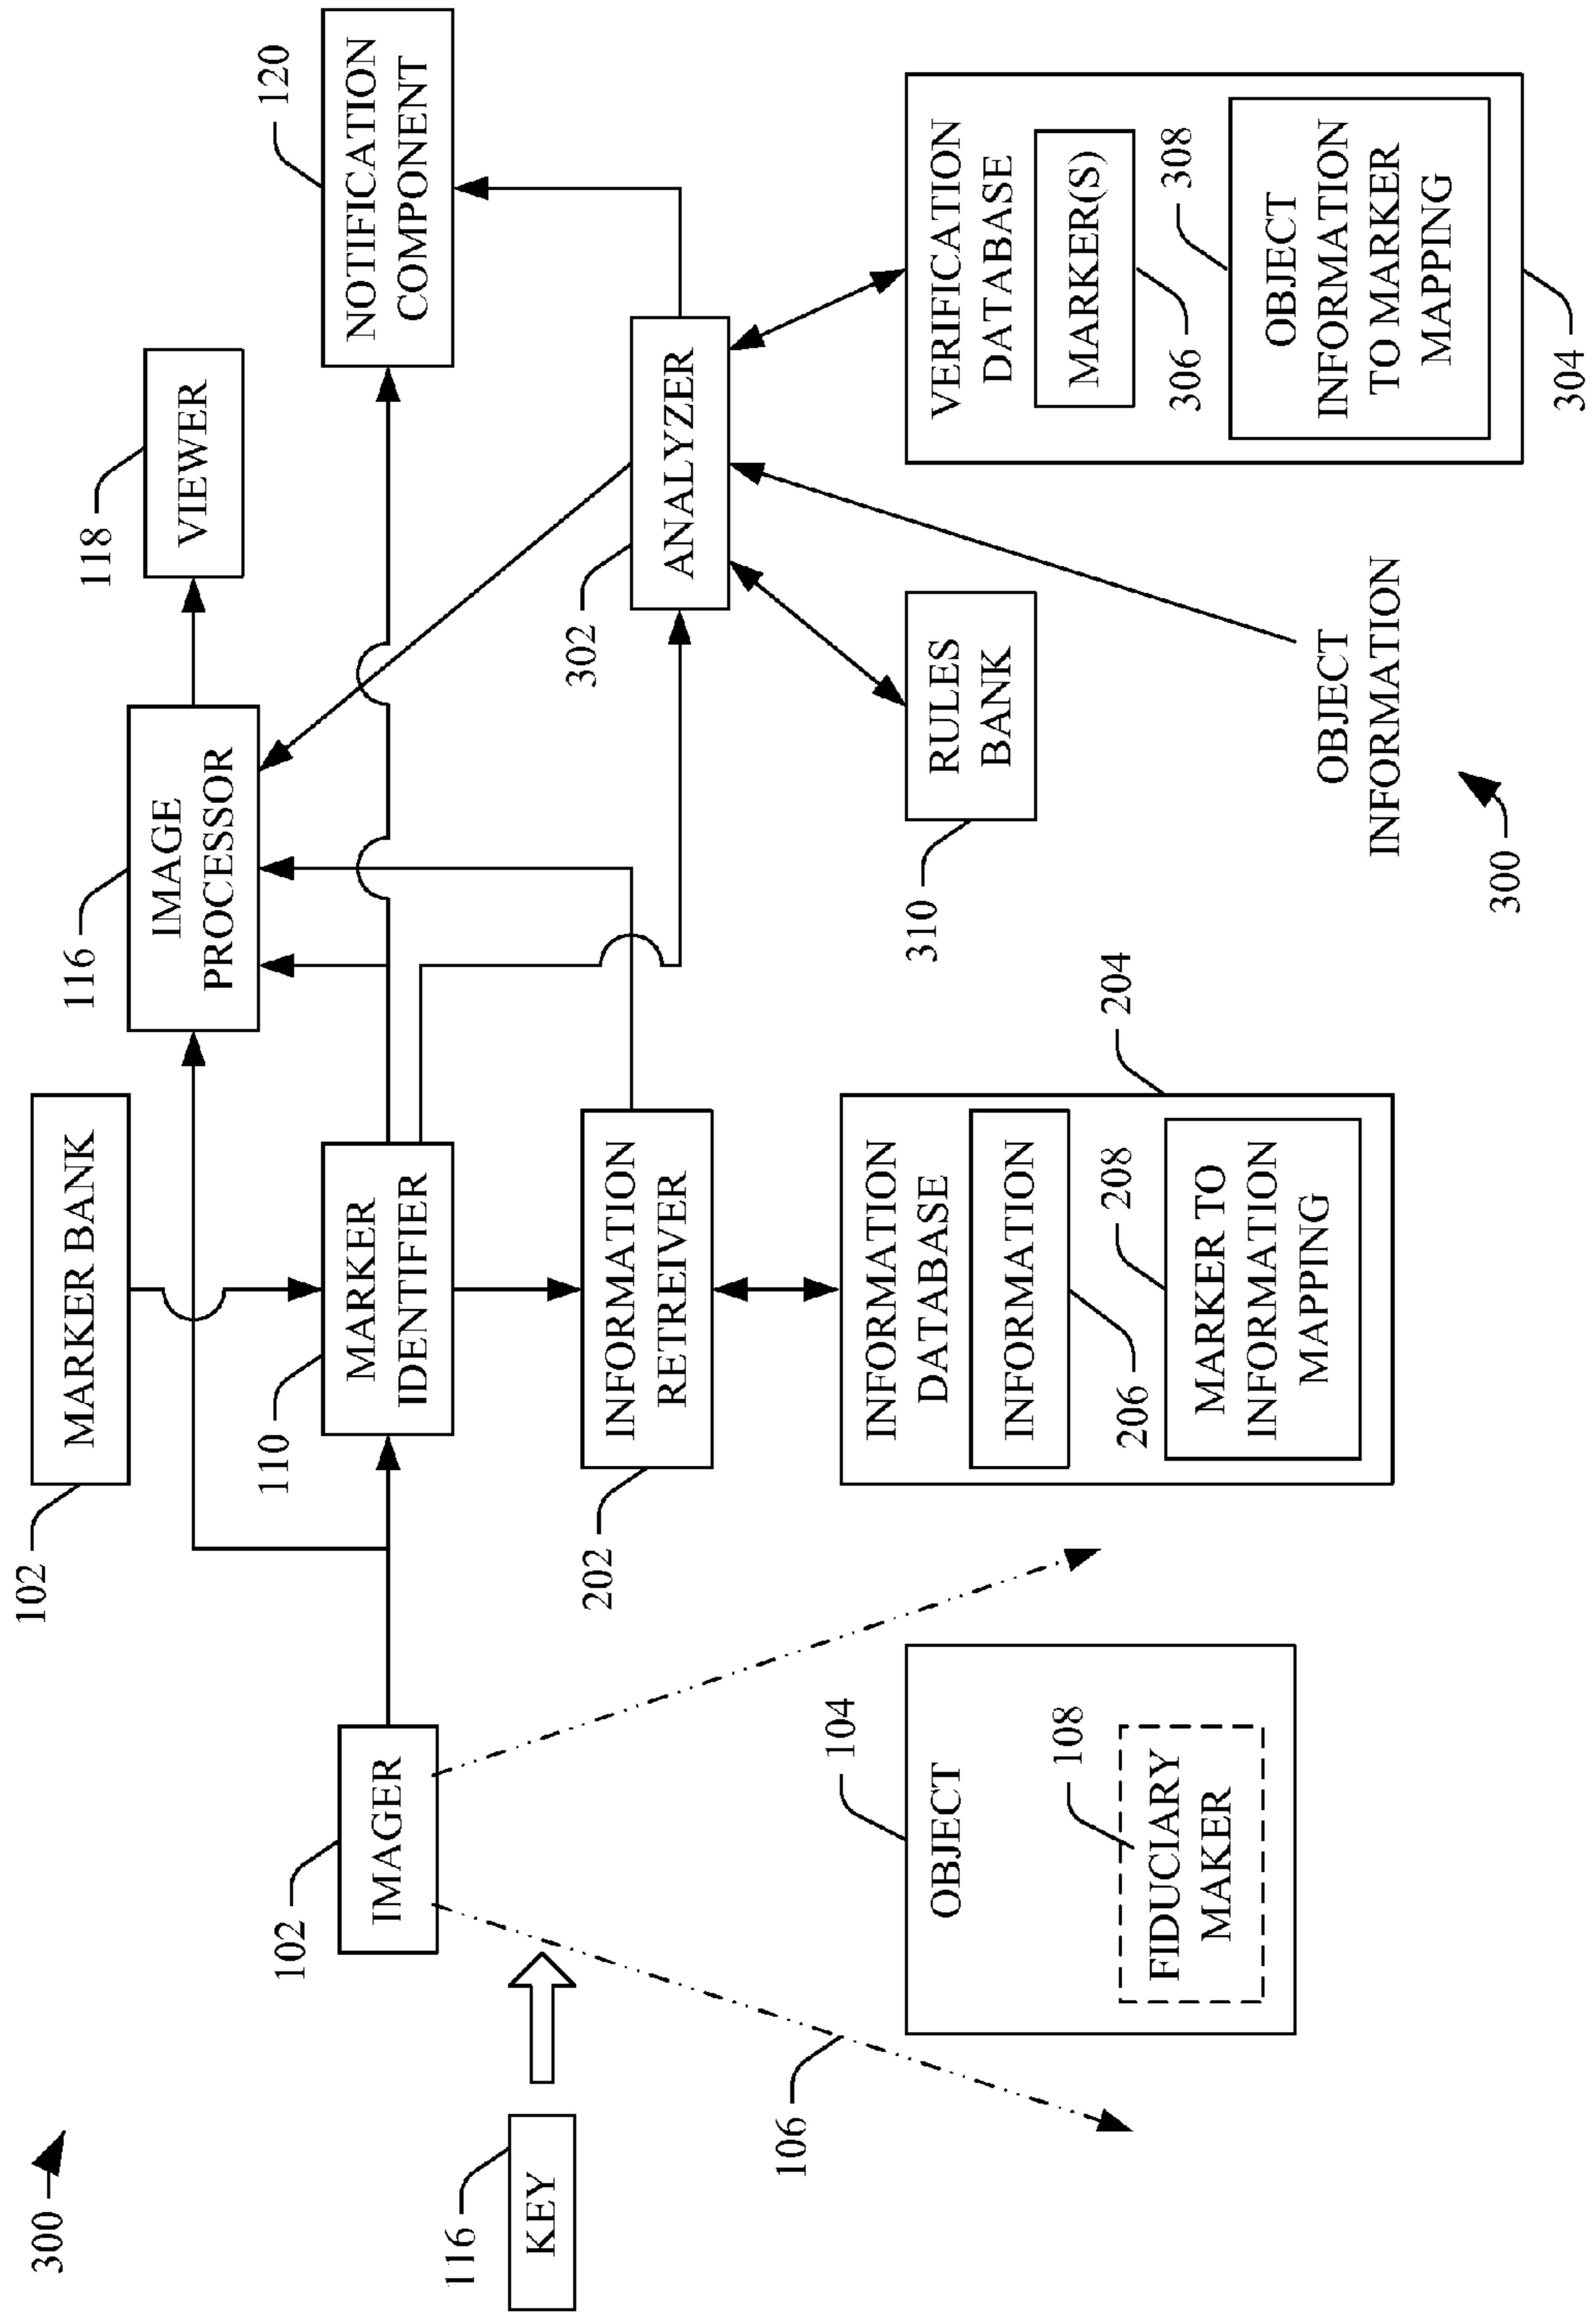 300
102
MARKER BANK
116
IMAGE
PROCESSOR
118
VIEWER
120
NOTIFICATION
COMPONENT
102
IMAGER
110
MARKER
IDENTIFIER
116
KEY
202
INFORMATION
RETREIVER
302
ANALYZER
106
104
OBJECT
108
FIDUCIARY
MAKER
204
INFORMATION
DATABASE
INFORMATION
206
208
MARKER TO
INFORMATION
MAPPING
310
RULES
BANK
OBJECT
INFORMATION
300
VERIFICATION
DATABASE
MARKER(S)
306
308
OBJECT
INFORMATION
TO MARKER
MAPPING
304